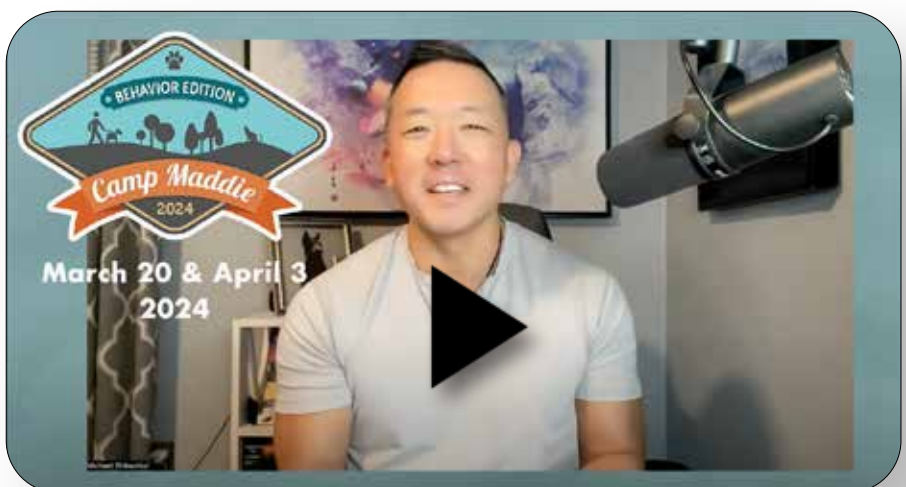 BEHAVIOR EDITION
Camp Maddie
2024
March 20 & April 3
2024